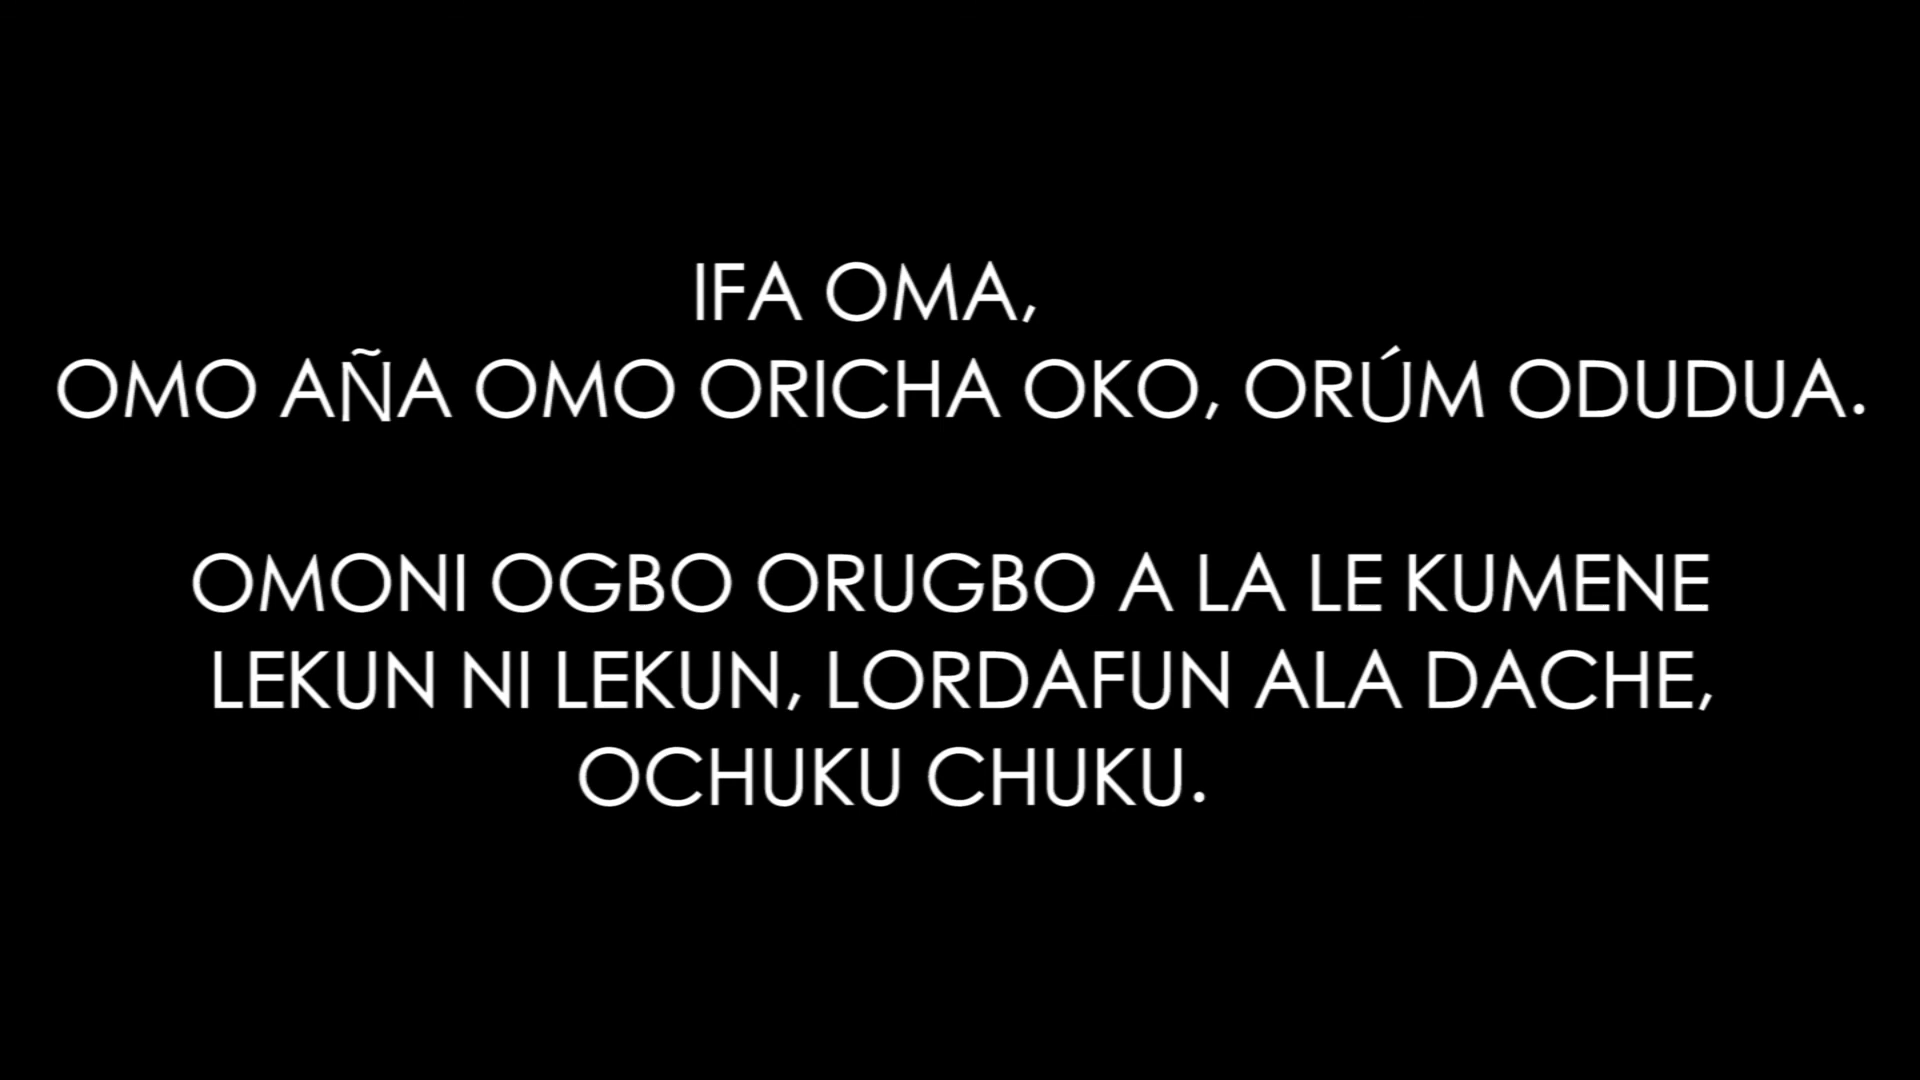 IFA OMA,
OMO AÑA OMO ORICHA OKO, ORÚM ODUDUA.
OMONI OGBO ORUGBO A LA LE KUMENE
LEKUN NI LEKUN, LORDAFUN ALA DACHE,
OCHUKU CHUKU.